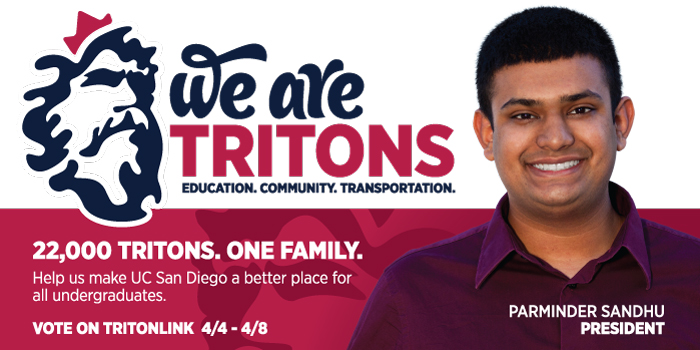 we are
TRITONS
EDUCATION. COMMUNITY. TRANSPORTATION.
22,000 TRITONS. ONE FAMILY.
Help us make UC San Diego a better place for
all undergraduates.
VOTE ON TRITONLINK 4/4 - 4/8
PARMINDER SANDHU
PRESIDENT